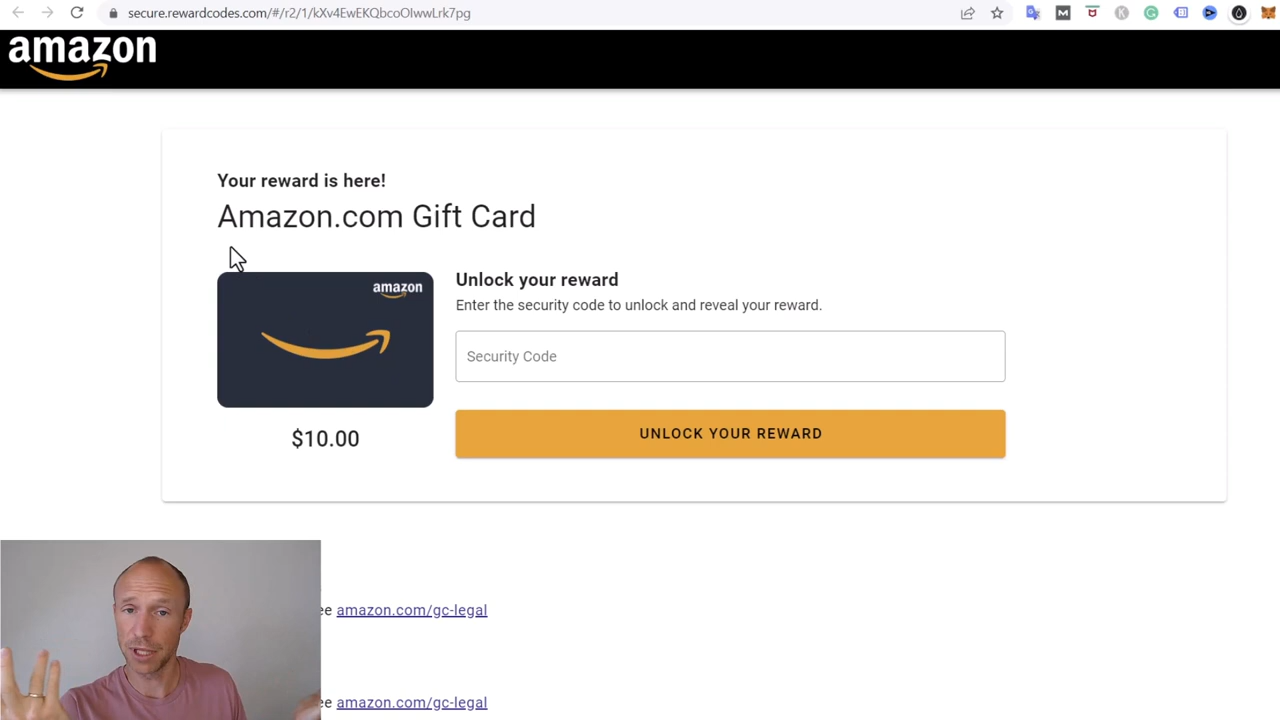 secure.rewardcodes.com/#/r2/1/kXv4EwEKQbcoOIwwLrk7pg
amazon
Your reward is here!
Amazon.com Gift Card
amazon
$10.00
Unlock your reward
Enter the security code to unlock and reveal your reward.
Security Code
UNLOCK YOUR REWARD
ee amazon.com/gc-legal
ee amazon.com/gc-legal